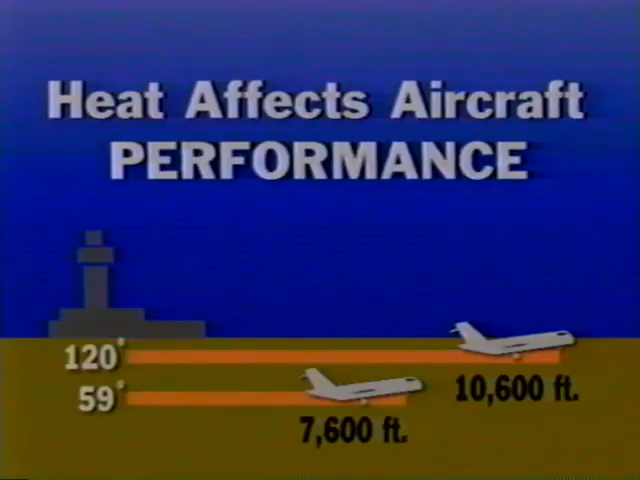 Heat Affects Aircraft
PERFORMANCE
120°
10,600 ft.
59°
7,600 ft.